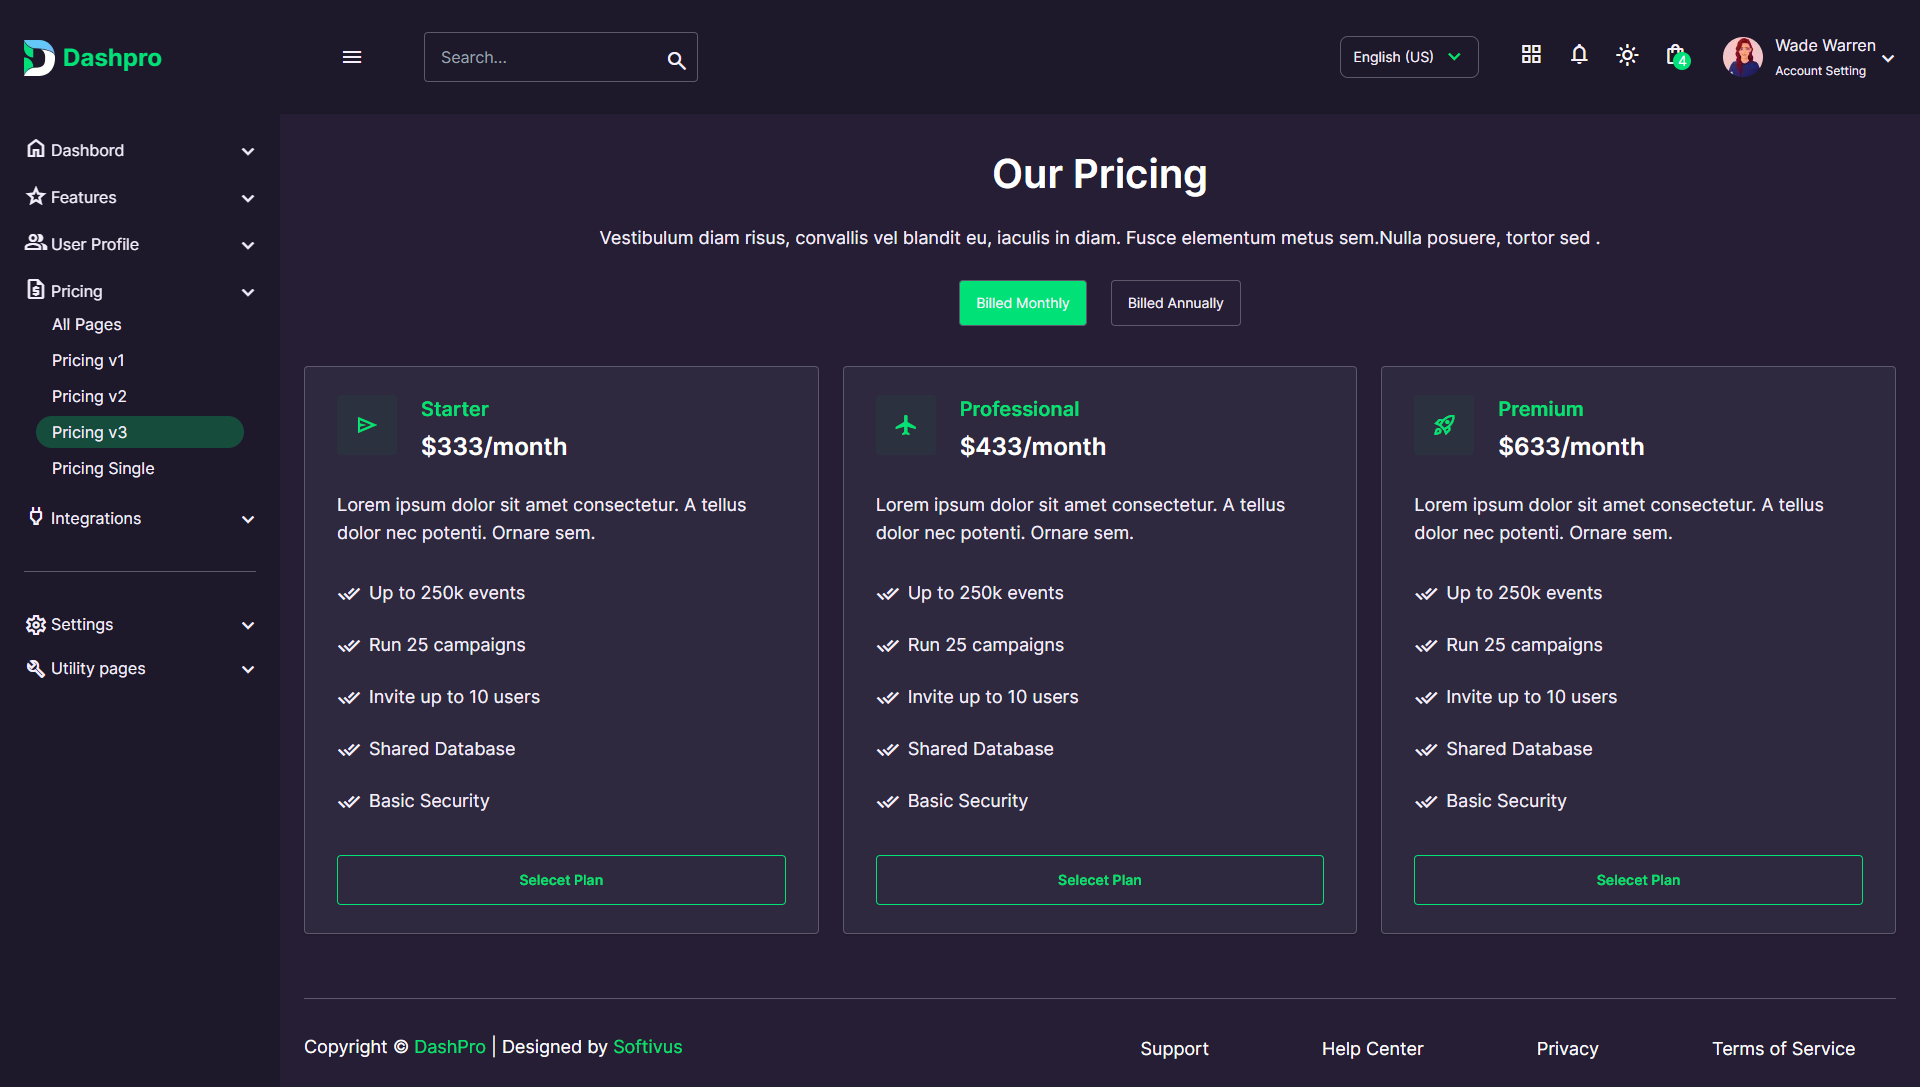 Dashpro
Search...
English (US)
4
Wade Warren
Account Setting
Dashbord
Features
User Profile
Pricing
All Pages
Pricing v1
Pricing v2
Pricing v3
Pricing Single
Integrations
Settings
Utility pages
Our Pricing
Vestibulum diam risus, convallis vel blandit eu, iaculis in diam. Fusce elementum metus sem.Nulla posuere, tortor sed .
Billed Monthly
Billed Annually
Starter
$333/month
Lorem ipsum dolor sit amet consectetur. A tellus
dolor nec potenti. Ornare sem.
Up to 250k events
Run 25 campaigns
Invite up to 10 users
Shared Database
Basic Security
Selecet Plan
Professional
$433/month
Lorem ipsum dolor sit amet consectetur. A tellus
dolor nec potenti. Ornare sem.
Up to 250k events
Run 25 campaigns
Invite up to 10 users
Shared Database
Basic Security
Selecet Plan
Premium
$633/month
Lorem ipsum dolor sit amet consectetur. A tellus
dolor nec potenti. Ornare sem.
Up to 250k events
Run 25 campaigns
Invite up to 10 users
Shared Database
Basic Security
Selecet Plan
Copyright © DashPro | Designed by Softivus
Support
Help Center
Privacy
Terms of Service